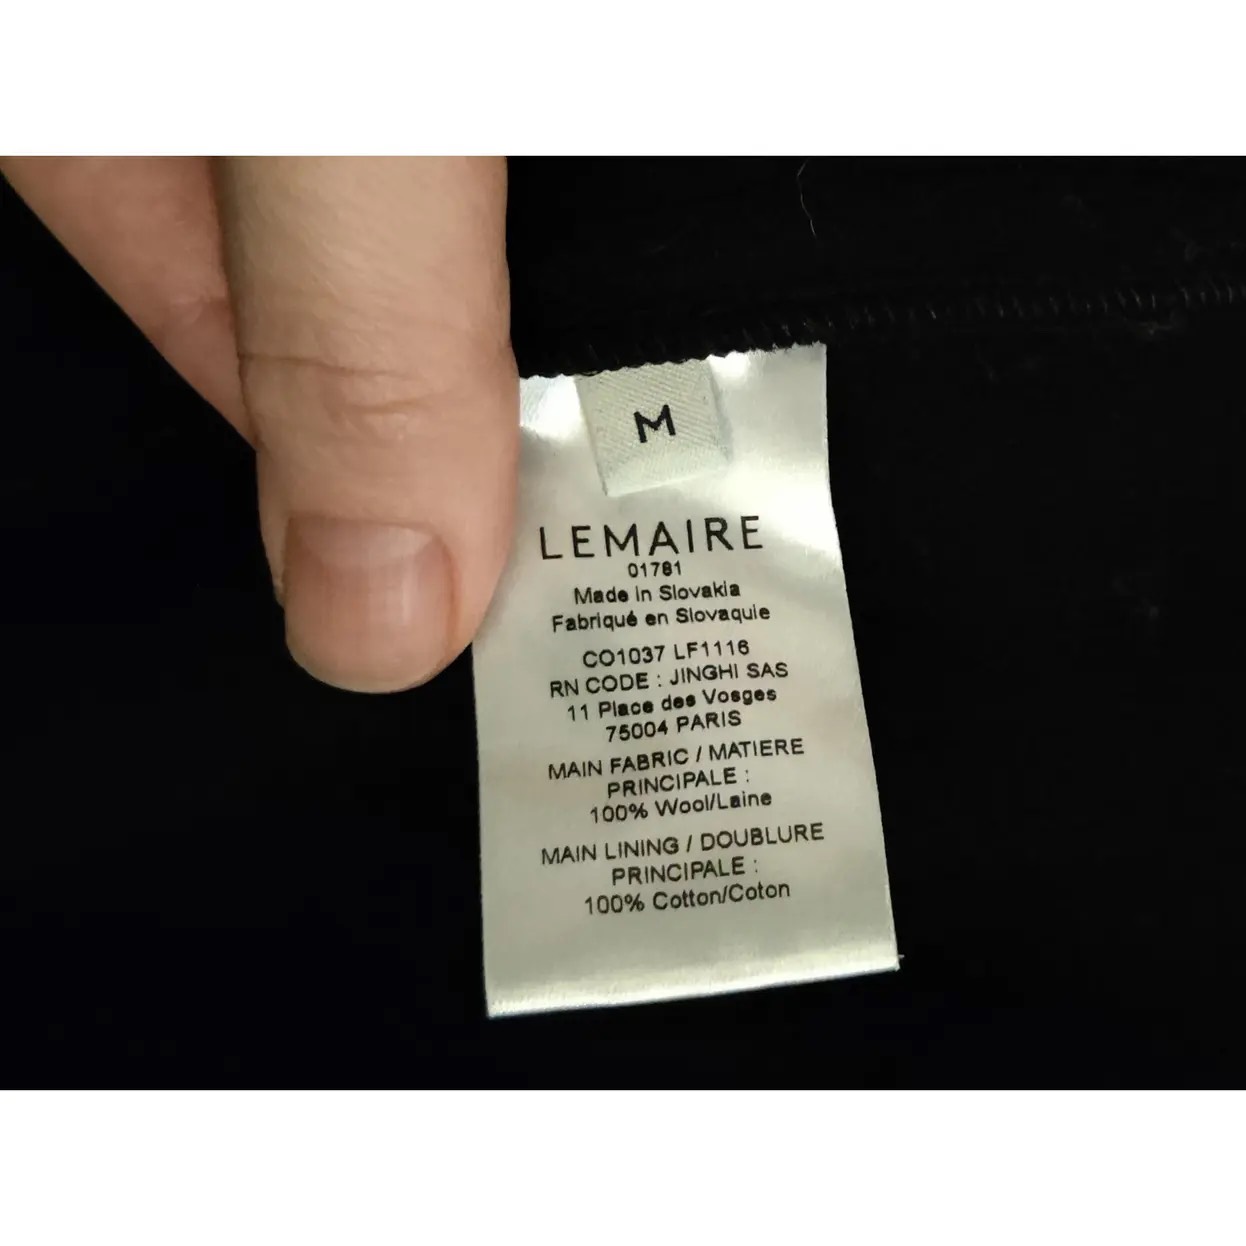 M
LEMAIRE
01781
Made in Slovakia
Fabriqué en Slovaquie
CO1037 LF1116
RN CODE : JINGHI SAS
11 Place des Vosges
75004 PARIS
MAIN FABRIC / MATIERE
PRINCIPALE :
100% Wool/Laine
MAIN LINING / DOUBLURE
PRINCIPALE :
100% Cotton/Coton